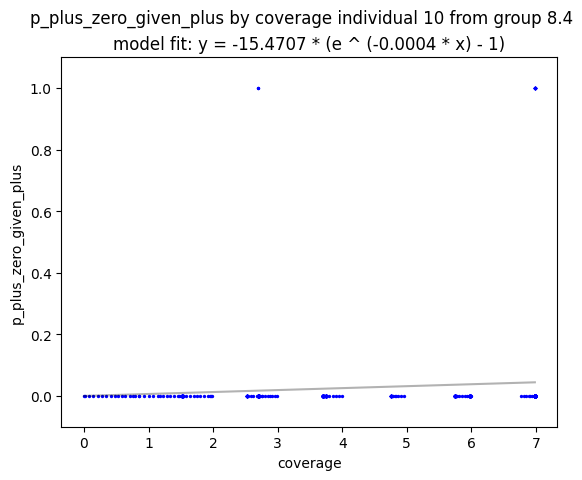 p_plus_zero_given_plus by coverage individual 10 from group 8.4
model fit: y = -15.4707 * (e ^ (-0.0004 * x) - 1)
1.0
0.8
0.6
0.4
0.2
0.0
p_plus_zero_given_plus
0 1 2 3 4 5 6 7
coverage